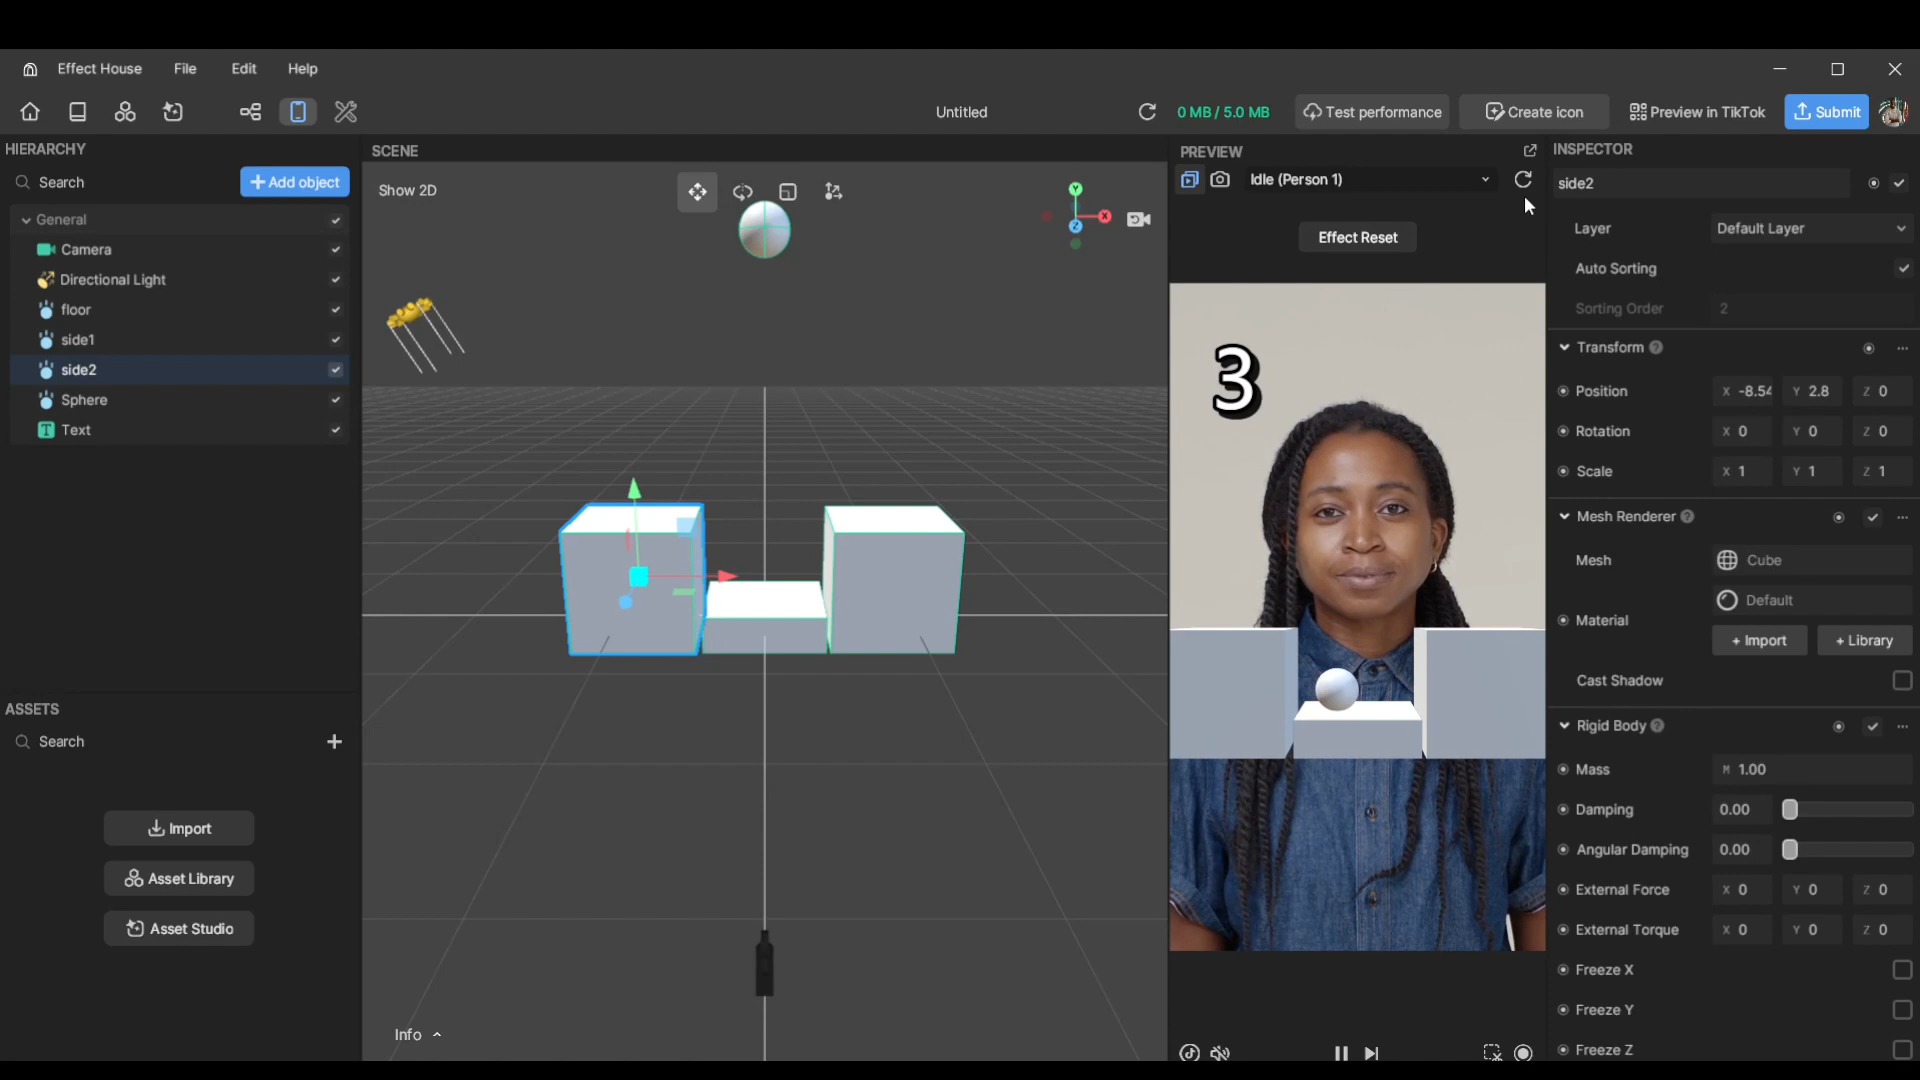 Effect House File Edit Help
Untitled
0 MB / 5.0 MB
Test performance
Create icon
Preview in TikTok
Submit
HIERARCHY
Search
+ Add object
General
Camera
Directional Light
floor
side1
side2
Sphere
Text
ASSETS
Search
Import
Asset Library
Asset Studio
SCENE
Show 2D
Y
X
Z
Info
PREVIEW
Idle (Person 1)
Effect Reset
3
INSPECTOR
side2
Layer Default Layer
Auto Sorting
Sorting Order 2
Transform
Position X -8.54 Y 2.8 Z 0
Rotation X 0 Y 0 Z 0
Scale X 1 Y 1 Z 1
Mesh Renderer
Mesh Cube
Default
Material
+ Import + Library
Cast Shadow
Rigid Body
Mass M 1.00
Damping 0.00
Angular Damping 0.00
External Force X 0 Y 0 Z 0
External Torque X 0 Y 0 Z 0
Freeze X
Freeze Y
Freeze Z